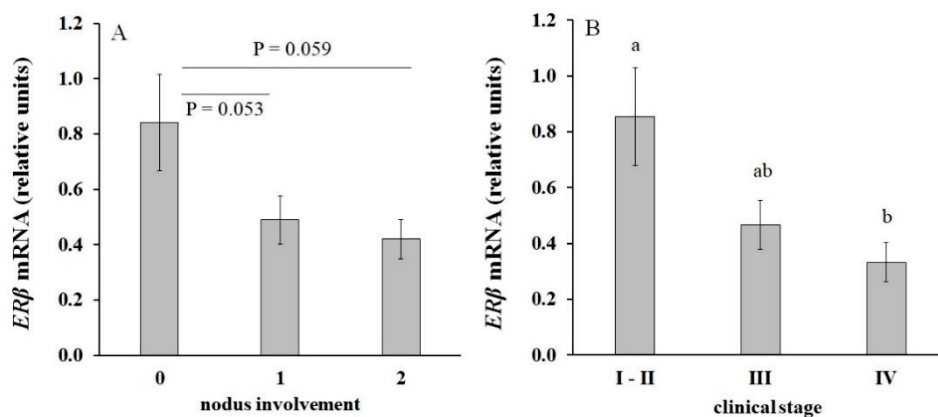 A
ERβ mRNA (relative units)
1.2
1.0
0.8
0.6
0.4
0.2
0.0
P = 0.059
P = 0.053
0 1 2
nodus involvement
B
ERβ mRNA (relative units)
1.2
1.0
0.8
0.6
0.4
0.2
0.0
a
ab
b
I - II III IV
clinical stage